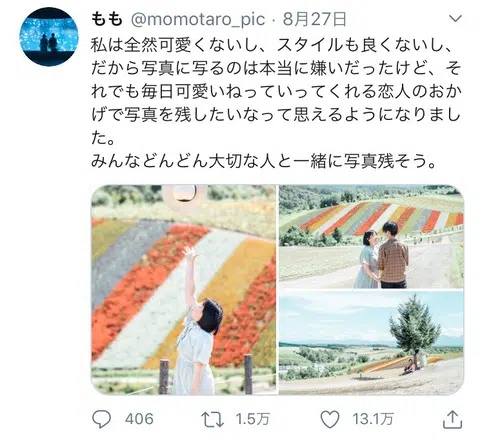 もも @momotaro_pic · 8月27日
私は全然可愛くないし、スタイルも良くないし、
だから写真に写るのは本当に嫌いだったけど、そ
れでも毎日可愛いねっていってくれる恋人のおか
げで写真を残したいなって思えるようになりまし
た。
みんなどんどん大切な人と一緒に写真残そう。
406 1.5万 13.1万